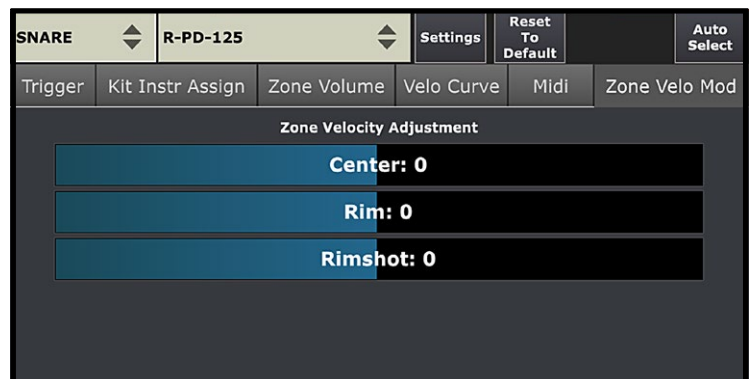 SNARE R-PD-125 Settings Reset To Default Auto Select
Trigger Kit Instr Assign Zone Volume Velo Curve Midi Zone Velo Mod
Zone Velocity Adjustment
Center: 0
Rim: 0
Rimshot: 0